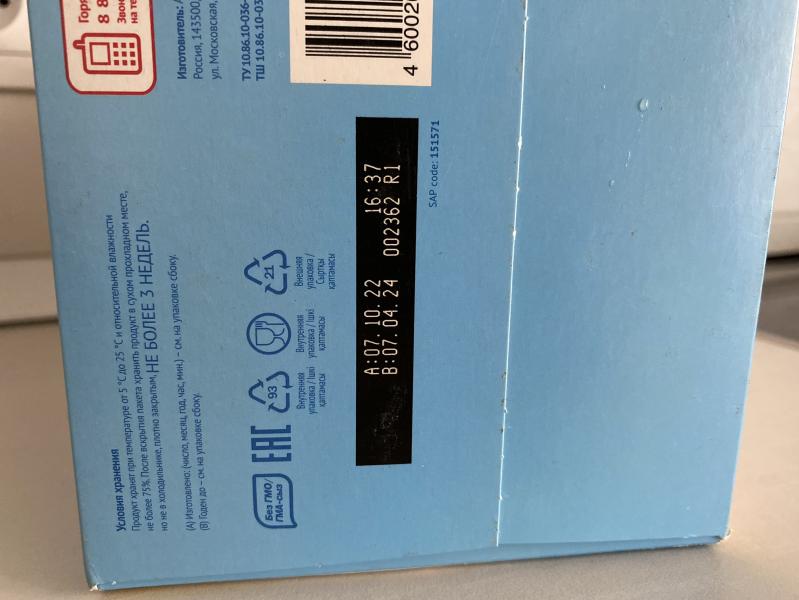 Условия хранения
Продукт хранят при температуре от 5 °С до 25 °С и относительной влажности
не более 75%. После вскрытия пакета хранить продукт в сухом прохладном месте,
но не в холодильнике, плотно закрытым, НЕ БОЛЕЕ 3 НЕДЕЛЬ.
(А) Изготовлено: (число, месяц, год, час, мин.) – см. на упаковке сбоку.
(В) Годен до – см. на упаковке сбоку.
Без ГМО/
ГМА-сыз
ЕАС
93
Внутренняя
упаковка / Ішкі
қаптамасы
Внутренняя
упаковка / Ішкі
қаптамасы
21
Внешняя
упаковка /
Сыртқы
қаптамасы
A:07.10.22 16:37
B:07.04.24 002362 R1
SAP code: 151571
8 8
Звон
на те
Изготовитель:
Россия, 143500,
ул. Московская,
ТУ 10.86.10-036-
ТШ 10.86.10-03
4 6002